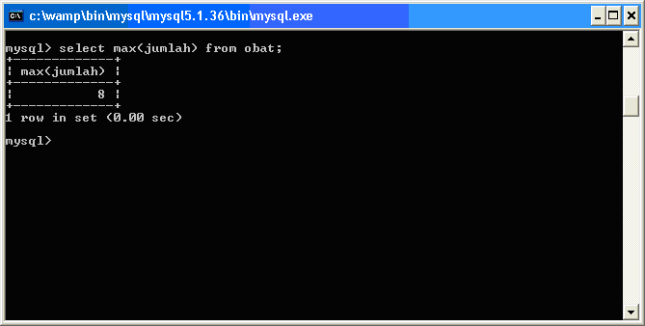 c:\wamp\bin\mysql\mysql5.1.36\bin\mysql.exe
mysql> select max(jumlah) from obat;
+-------------+
| max(jumlah) |
+-------------+
|           8 |
+-------------+
1 row in set (0.00 sec)
mysql>